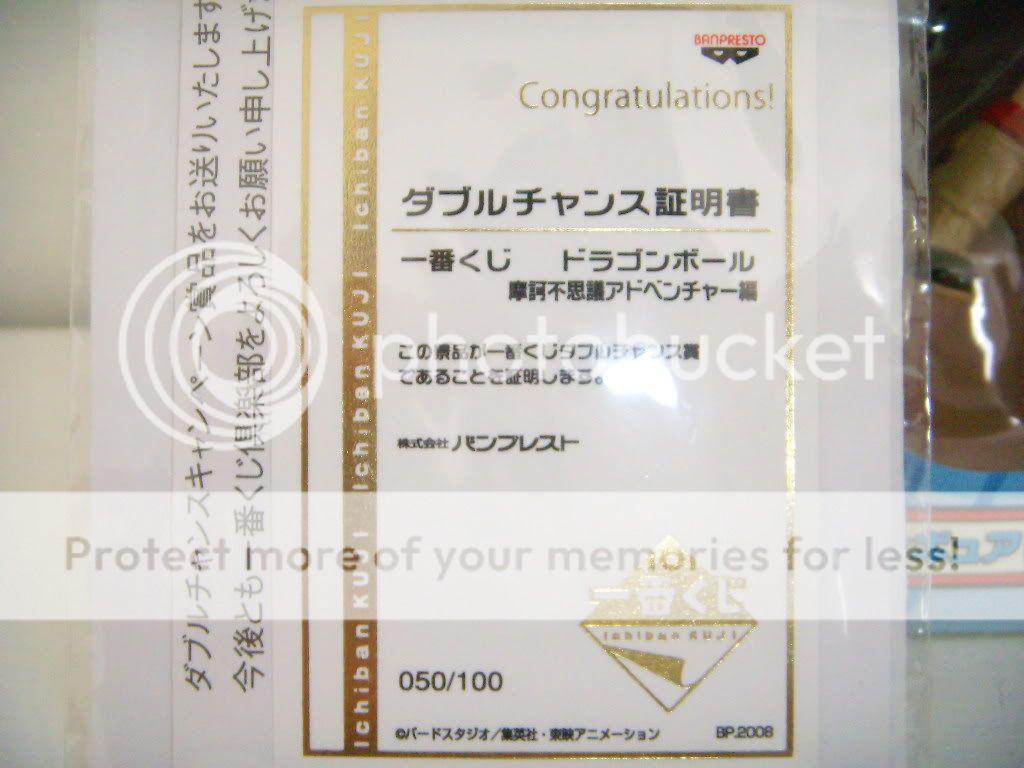 ダブルチャンスキャンペーン賞品をお送りいたします
今後とも一番くじ倶楽部をよろしくお願い申し上げ
Ichiban KUJI Ichiban KUJI Ichiban KUJI Ichiban KUJI
BANPRESTO
Congratulations!
ダブルチャンス証明書
一番くじ ドラゴンボール
摩訶不思議アドベンチャー編
この景品が一番くじダブルチャンス賞
であることを証明します。
株式会社 バンプレスト
photobucket
Protect more of your memories for less!
一番くじ
Ichiban KUJI
050/100
©バードスタジオ/集英社・東映アニメーション
BP.2008
ギュア